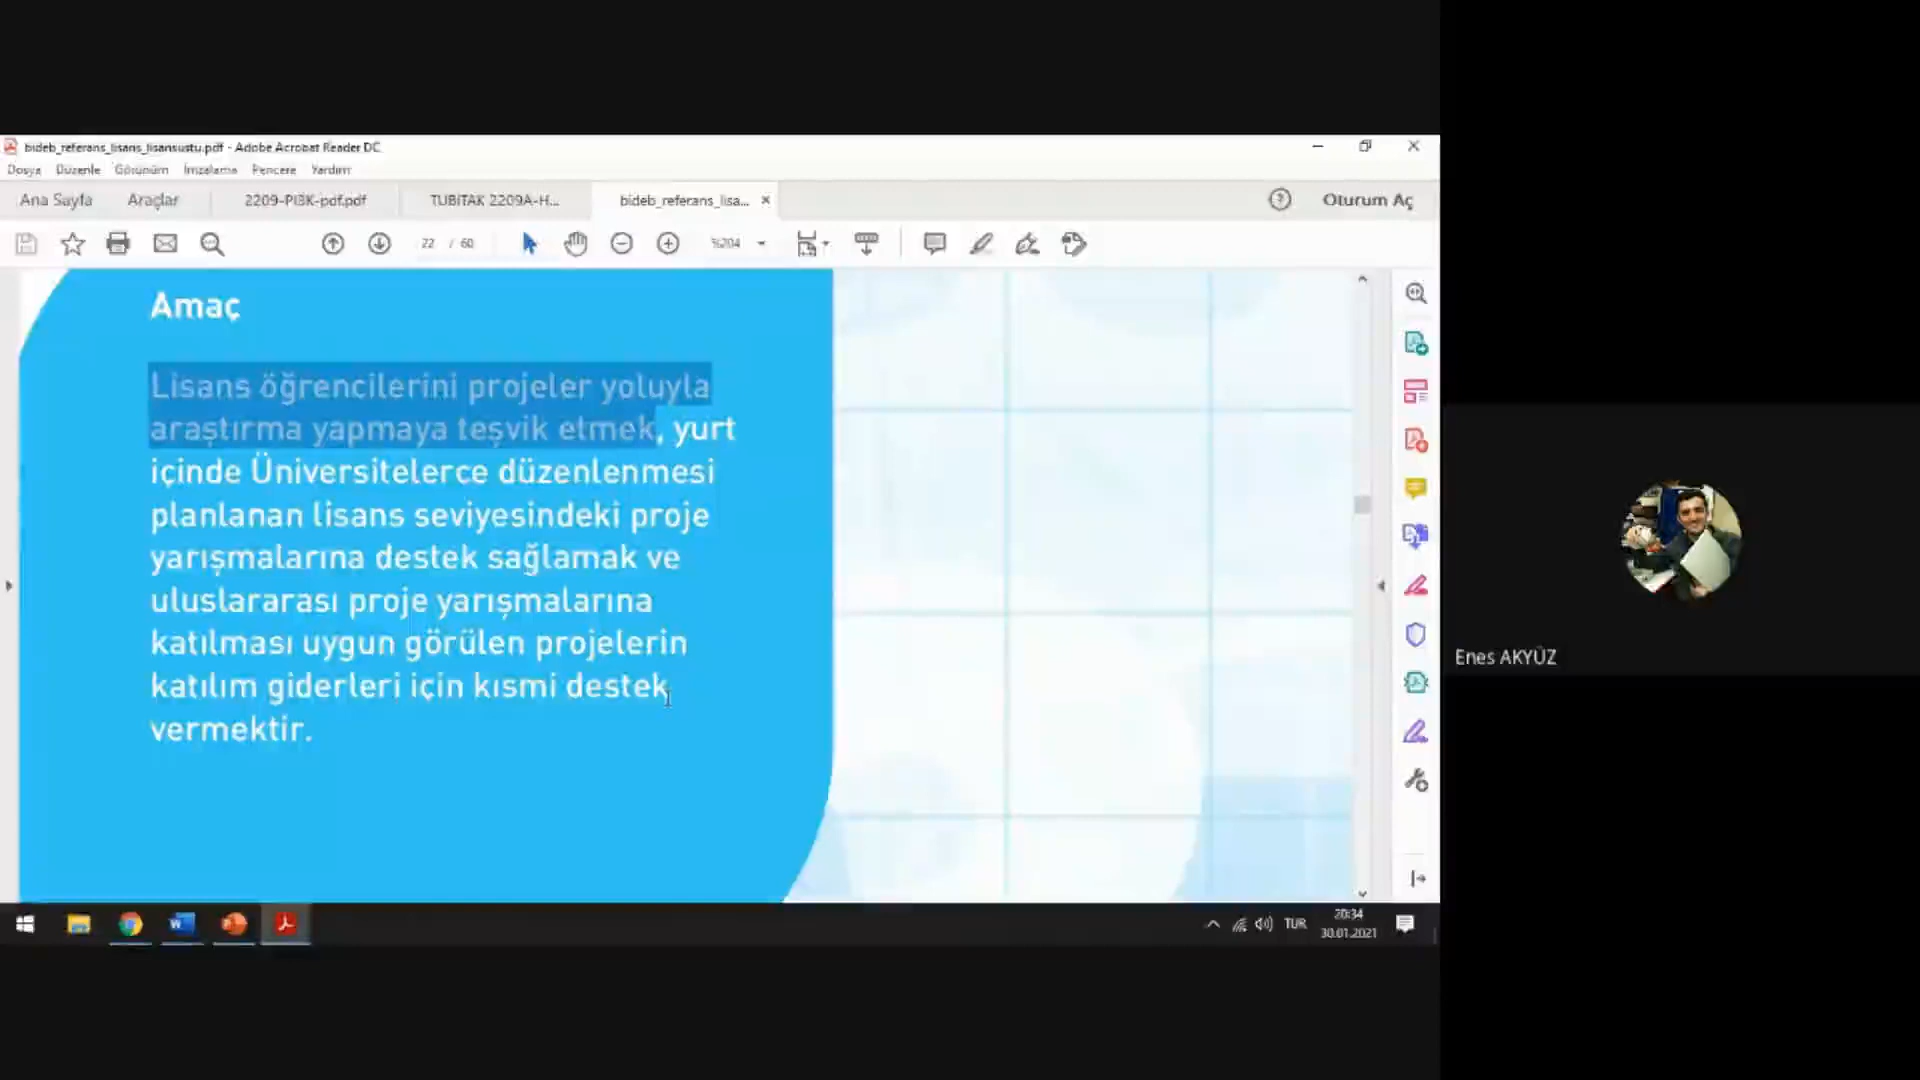 bideb_referans_lisans_lisansustu.pdf - Adobe Acrobat Reader DC
Dosya Düzenle Görünüm İmzalama Pencere Yardım
Ana Sayfa Araçlar 2209-PI3K-pdf.pdf TUBITAK 2209A-H... bideb_referans_lisa... Oturum Aç
22 / 60 %204
Amaç
Lisans öğrencilerini projeler yoluyla
araştırma yapmaya teşvik etmek, yurt
içinde Üniversitelerce düzenlenmesi
planlanan lisans seviyesindeki proje
yarışmalarına destek sağlamak ve
uluslararası proje yarışmalarına
katılması uygun görülen projelerin
katılım giderleri için kısmi destek
vermektir.
Enes AKYÜZ
TUR
20:34
30.01.2021